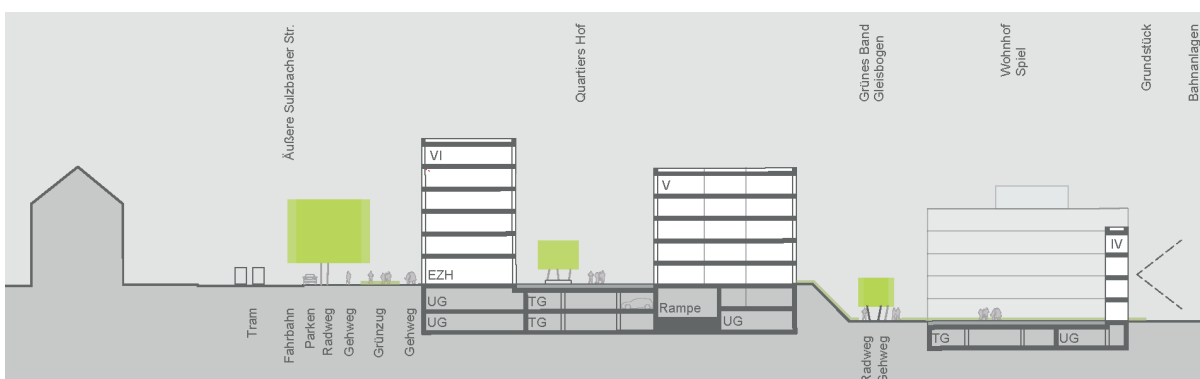 Äußere Sulzbacher Str.
Quartiers Hof
Grünes Band
Gleisbogen
Wohnhof
Spiel
Grundstück
Bahnanlagen
VI
V
IV
EZH
UG
TG
UG
TG
Rampe
UG
TG
UG
Tram
Fahrbahn
Parken
Radweg
Gehweg
Grünzug
Gehweg
Radweg
Gehweg